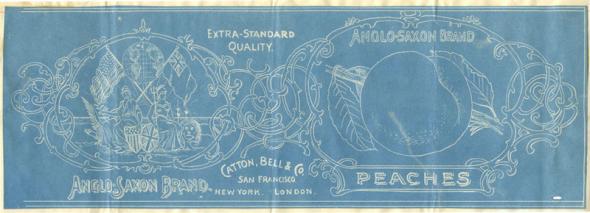 EXTRA-STANDARD
QUALITY.
ANGLO-SAXON BRAND
CATTON, BELL & CO.
SAN FRANCISCO
NEW YORK. LONDON.
ANGLO-SAXON BRAND
PEACHES